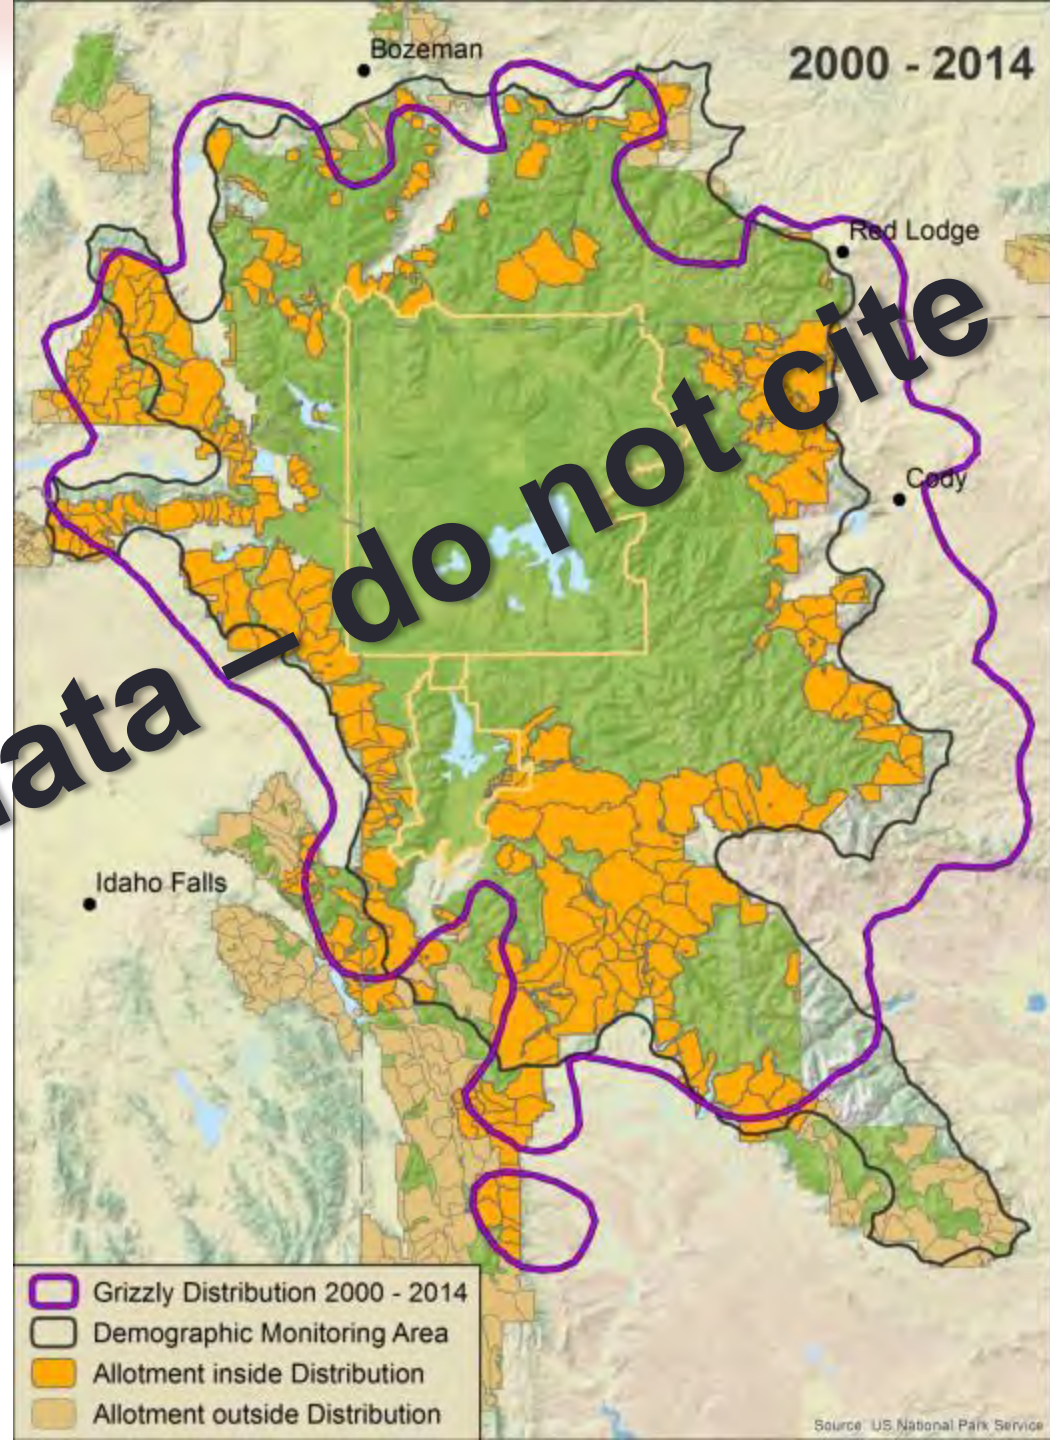 Bozeman
2000 - 2014
Red Lodge
Cody
data – do not cite
Idaho Falls
Grizzly Distribution 2000 - 2014
Demographic Monitoring Area
Allotment inside Distribution
Allotment outside Distribution
Source: US National Park Service